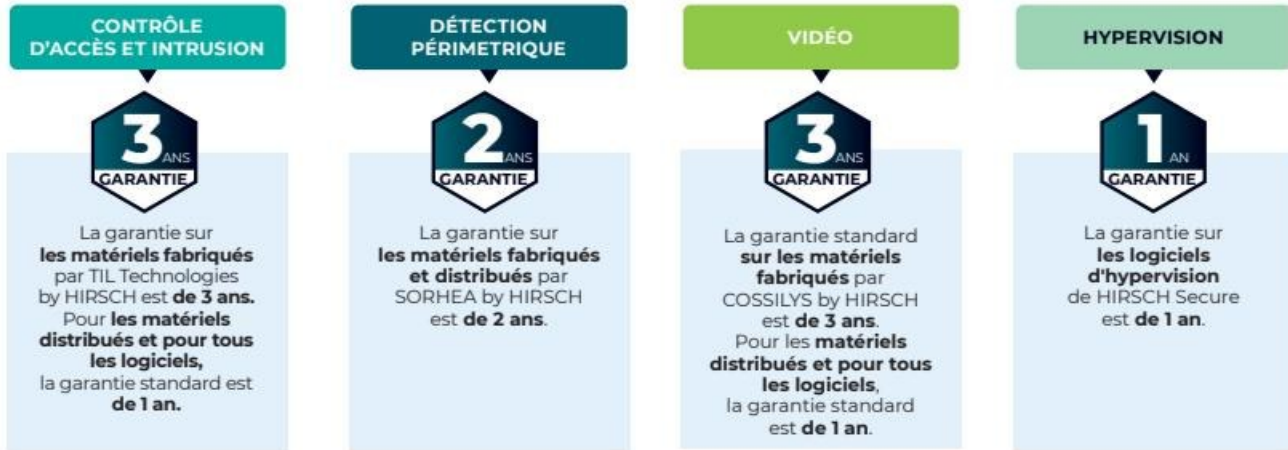 CONTRÔLE
D'ACCÈS ET INTRUSION
3 ANS
GARANTIE
La garantie sur
les matériels fabriqués
par TIL Technologies
by HIRSCH est de 3 ans.
Pour les matériels
distribués et pour tous
les logiciels,
la garantie standard est
de 1 an.
DÉTECTION
PÉRIMETRIQUE
2 ANS
GARANTIE
La garantie sur
les matériels fabriqués
et distribués par
SORHEA by HIRSCH
est de 2 ans.
VIDÉO
3 ANS
GARANTIE
La garantie standard
sur les matériels
fabriqués par
COSSILYS by HIRSCH
est de 3 ans.
Pour les matériels
distribués et pour tous
les logiciels,
la garantie standard
est de 1 an.
HYPERVISION
1 AN
GARANTIE
La garantie sur
les logiciels
d'hypervision
de HIRSCH Secure
est de 1 an.